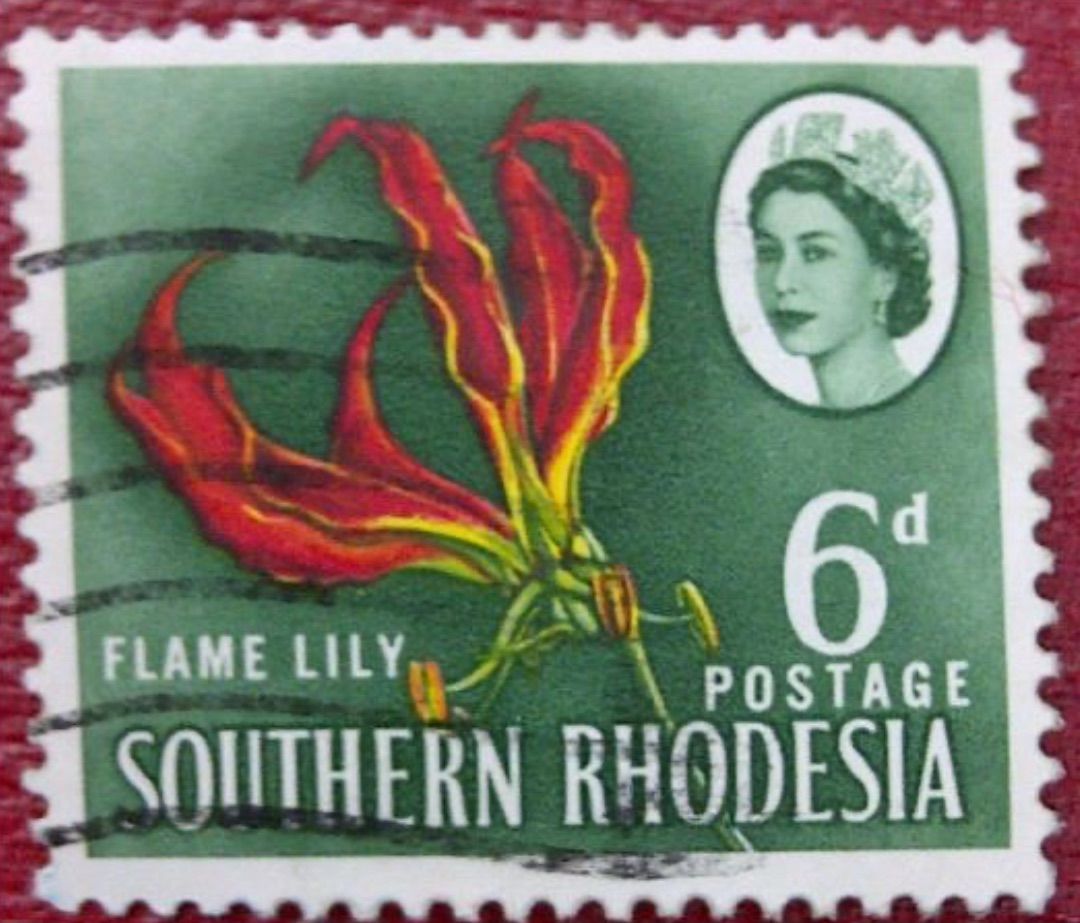 6d
FLAME LILY
POSTAGE
SOUTHERN RHODESIA